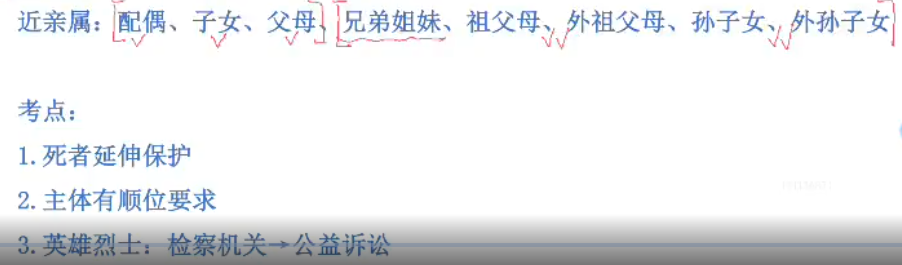 近亲属：配偶、子女、父母、兄弟姐妹、祖父母、外祖父母、孙子女、外孙子女
考点：
1.死者延伸保护
2.主体有顺位要求
3.英雄烈士：检察机关→公益诉讼